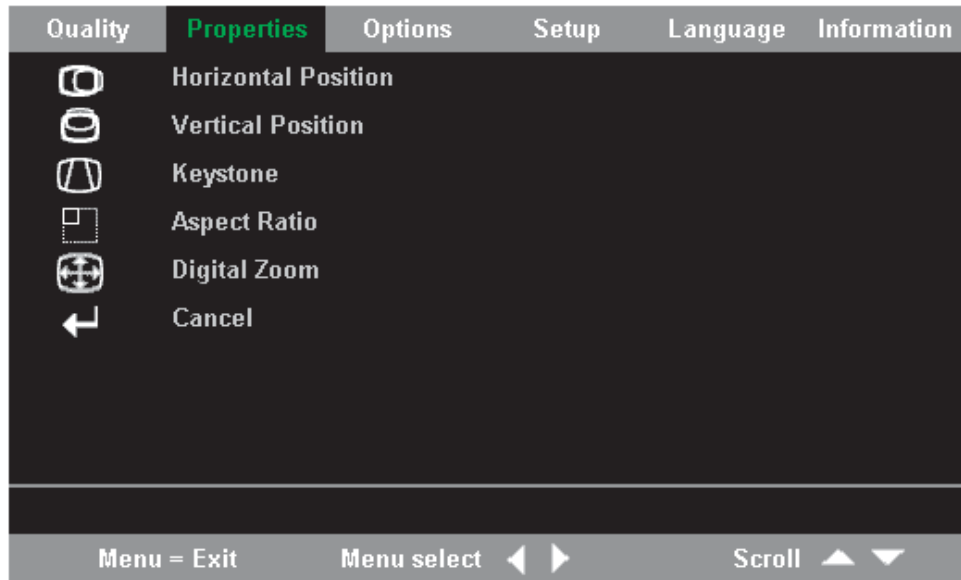 Quality Properties Options Setup Language Information
Horizontal Position
Vertical Position
Keystone
Aspect Ratio
Digital Zoom
Cancel
Menu = Exit Menu select Scroll